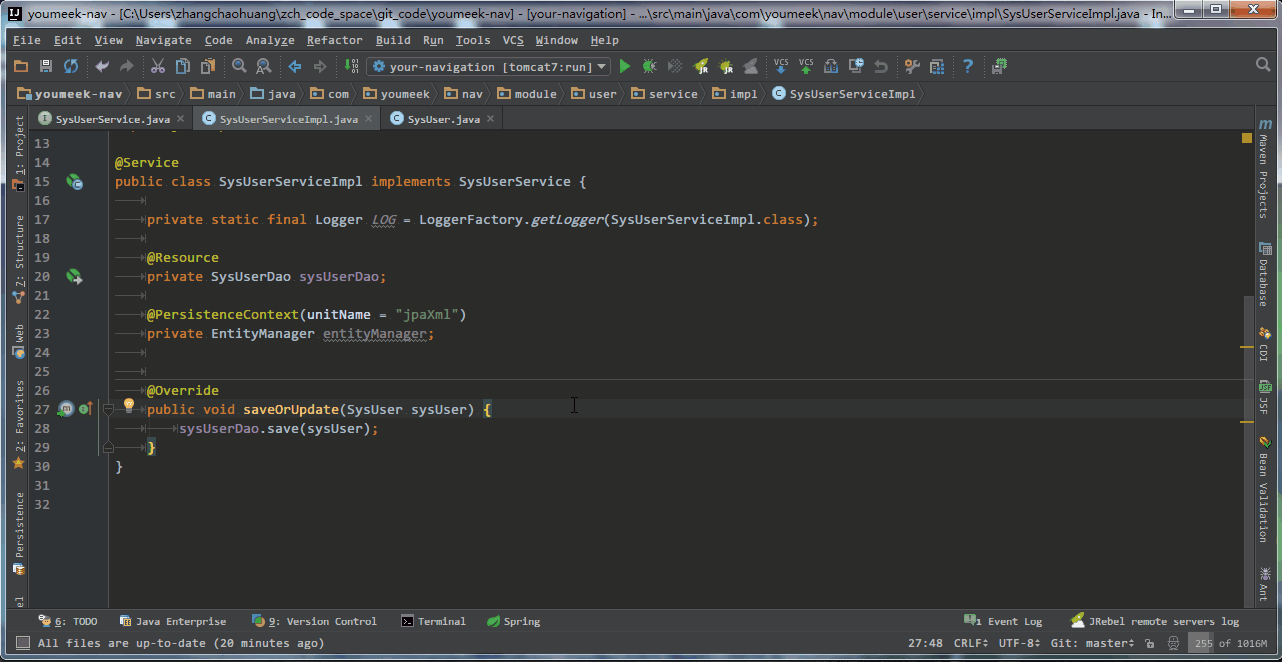 youmeek-nav - [C:\Users\zhangchaohuang\zch_code_space\git_code\youmeek-nav] - [your-navigation] - ...\src\main\java\com\youmeek\nav\module\user\service\impl\SysUserServiceImpl.java - In...
File Edit View Navigate Code Analyze Refactor Build Run Tools VCS Window Help
your-navigation [tomcat7:run]
VCS VCS
youmeek-nav src main java com youmeek nav module user service impl SysUserServiceImpl
SysUserService.java SysUserServiceImpl.java SysUser.java
13
14 @Service
15 public class SysUserServiceImpl implements SysUserService {
16
17 private static final Logger LOG = LoggerFactory.getLogger(SysUserServiceImpl.class);
18
19 @Resource
20 private SysUserDao sysUserDao;
21
22 @PersistenceContext(unitName = "jpaXml")
23 private EntityManager entityManager;
24
25
26 @Override
27 public void saveOrUpdate(SysUser sysUser) {
28 sysUserDao.save(sysUser);
29 }
30 }
31
32
1: Project
7: Structure
Web
2: Favorites
Persistence
el
Maven Projects
Database
CDI
JSF
Bean Validation
Ant
6: TODO Java Enterprise 9: Version Control Terminal Spring 1 Event Log JRebel remote servers log
All files are up-to-date (20 minutes ago) 27:48 CRLF UTF-8 Git: master 255 of 1016M